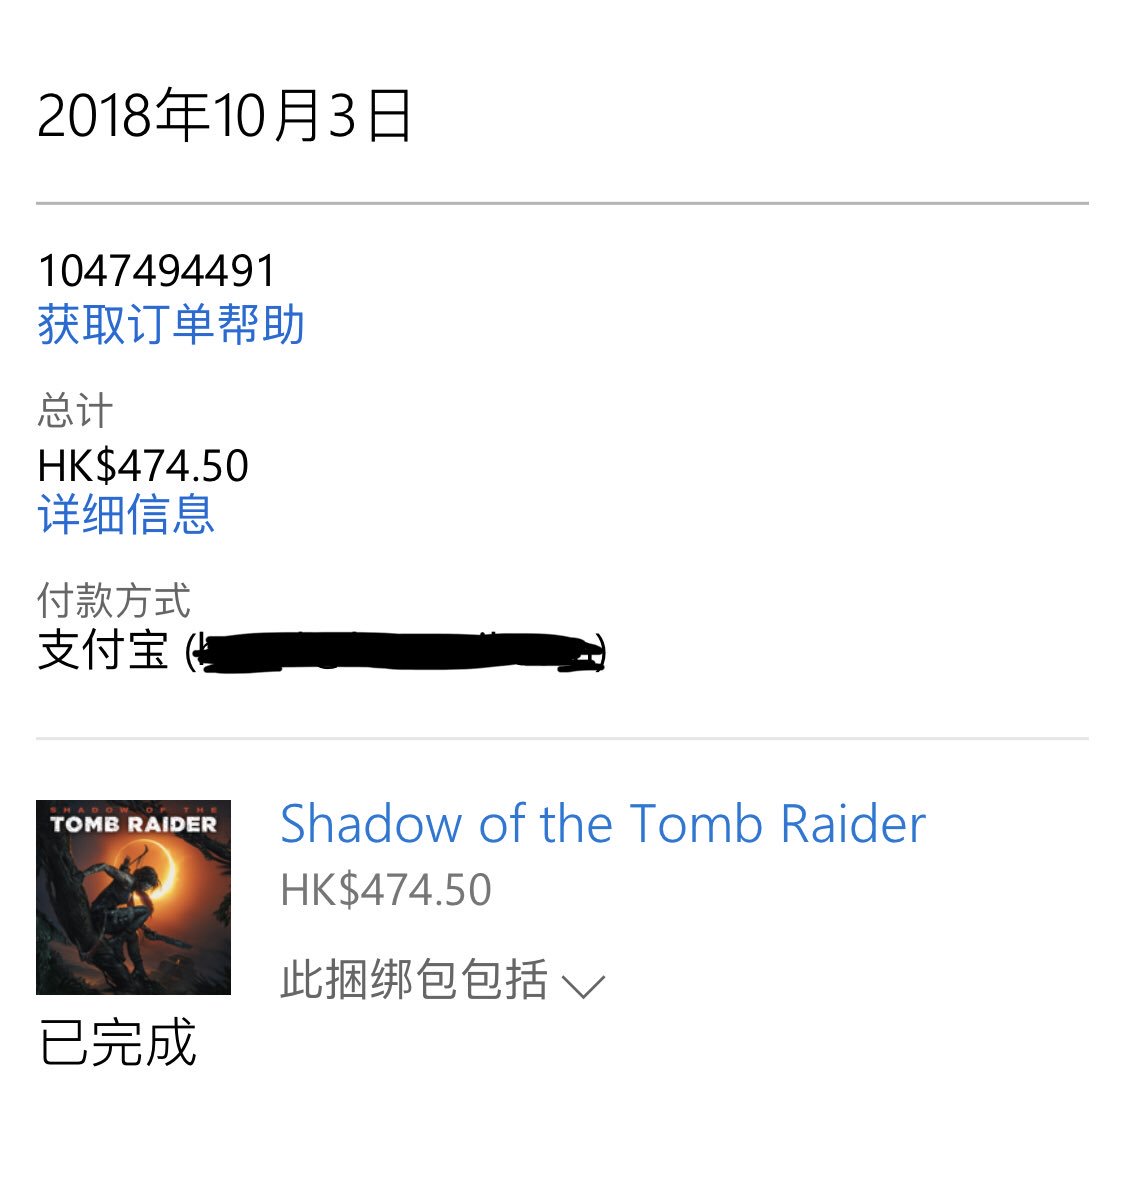 2018年10月3日
1047494491
获取订单帮助
总计
HK$474.50
详细信息
付款方式
支付宝 (
)
SHADOW OF THE
TOMB RAIDER
Shadow of the Tomb Raider
HK$474.50
此捆绑包包括
已完成